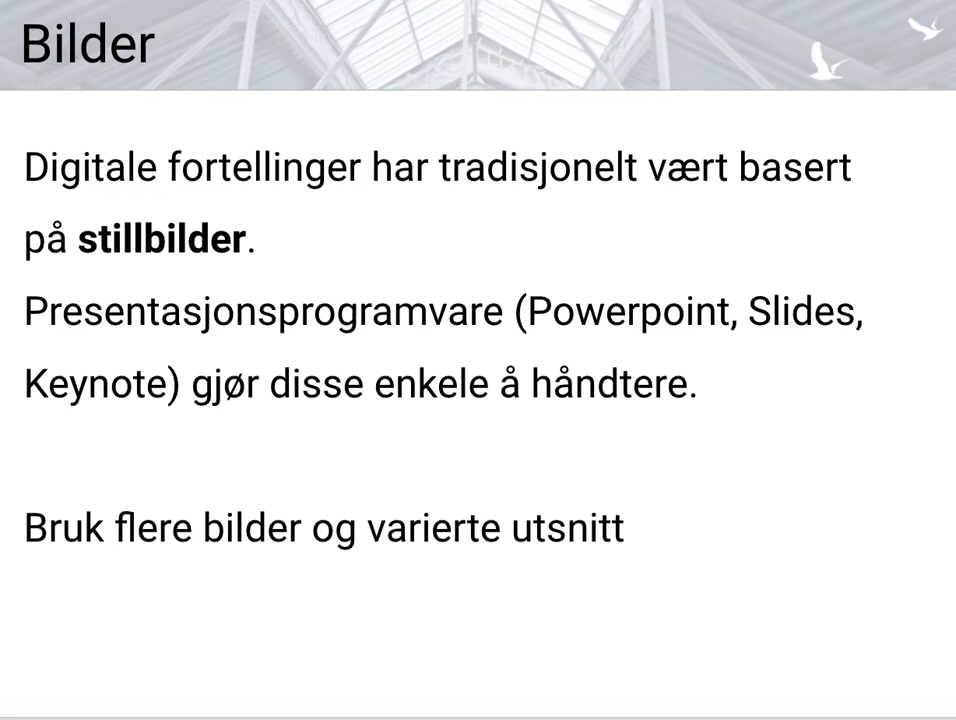 Bilder
Digitale fortellinger har tradisjonelt vært basert
på stillbilder.
Presentasjonsprogramvare (Powerpoint, Slides,
Keynote) gjør disse enkele å håndtere.
Bruk flere bilder og varierte utsnitt